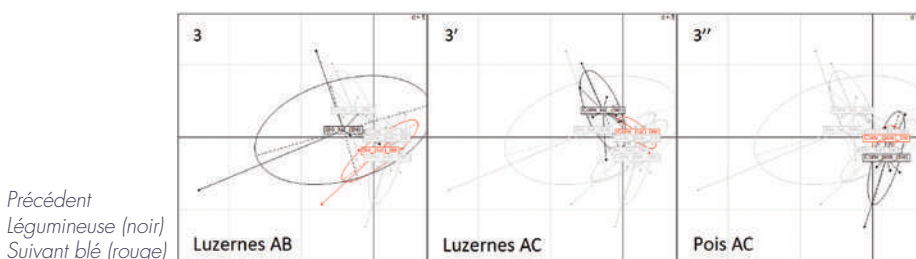 3
3'
3''
Précédent
Légumineuse (noir)
Suivant blé (rouge)
Luzernes AB
Luzernes AC
Pois AC